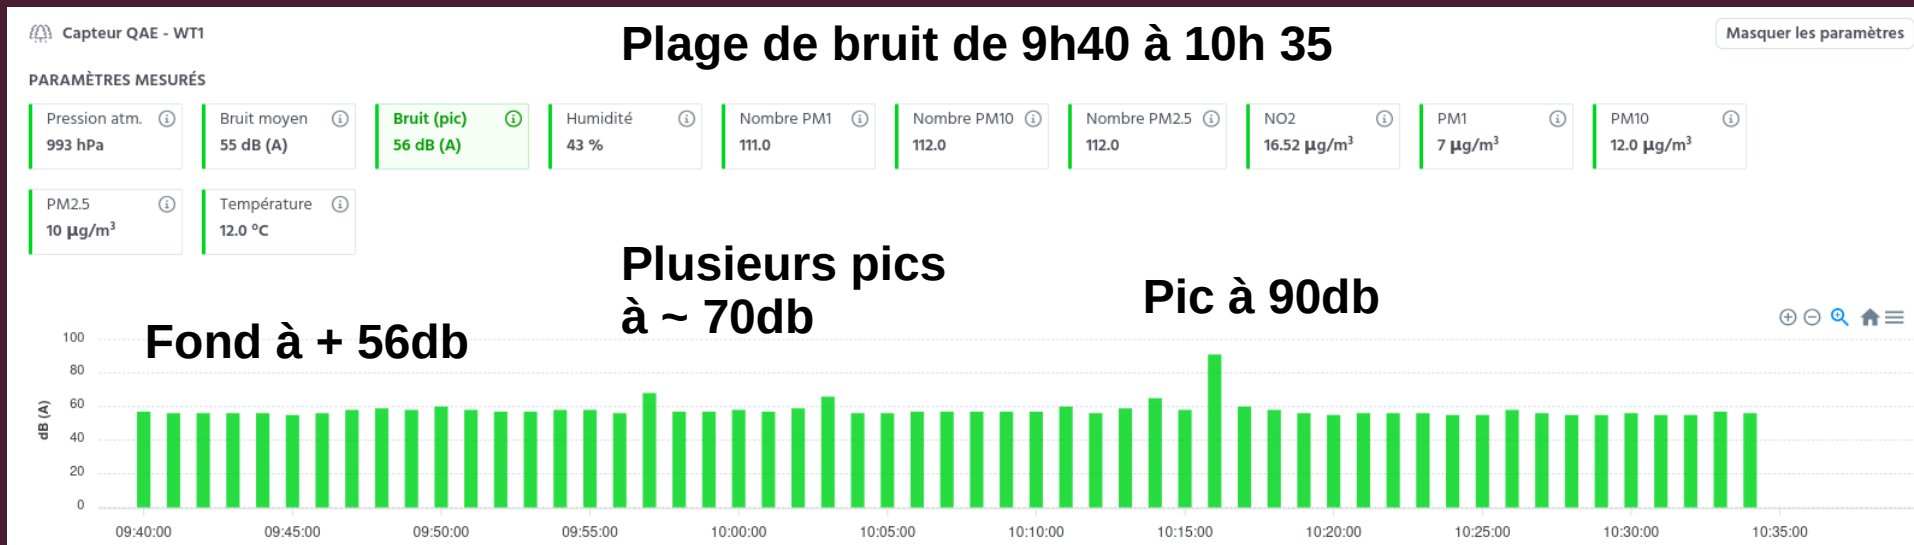 Capteur QAE - WT1
Plage de bruit de 9h40 à 10h 35
Masquer les paramètres
PARAMÈTRES MESURÉS
Pression atm.
993 hPa
Bruit moyen
55 dB (A)
Bruit (pic)
56 dB (A)
Humidité
43 %
Nombre PM1
111.0
Nombre PM10
112.0
Nombre PM2.5
112.0
NO2
16.52 µg/m³
PM1
7 µg/m³
PM10
12.0 µg/m³
PM2.5
10 µg/m³
Température
12.0 °C
Plusieurs pics
à ~ 70db
Pic à 90db
Fond à + 56db
dB (A)
100
80
60
40
20
0
09:40:00
09:45:00
09:50:00
09:55:00
10:00:00
10:05:00
10:10:00
10:15:00
10:20:00
10:25:00
10:30:00
10:35:00